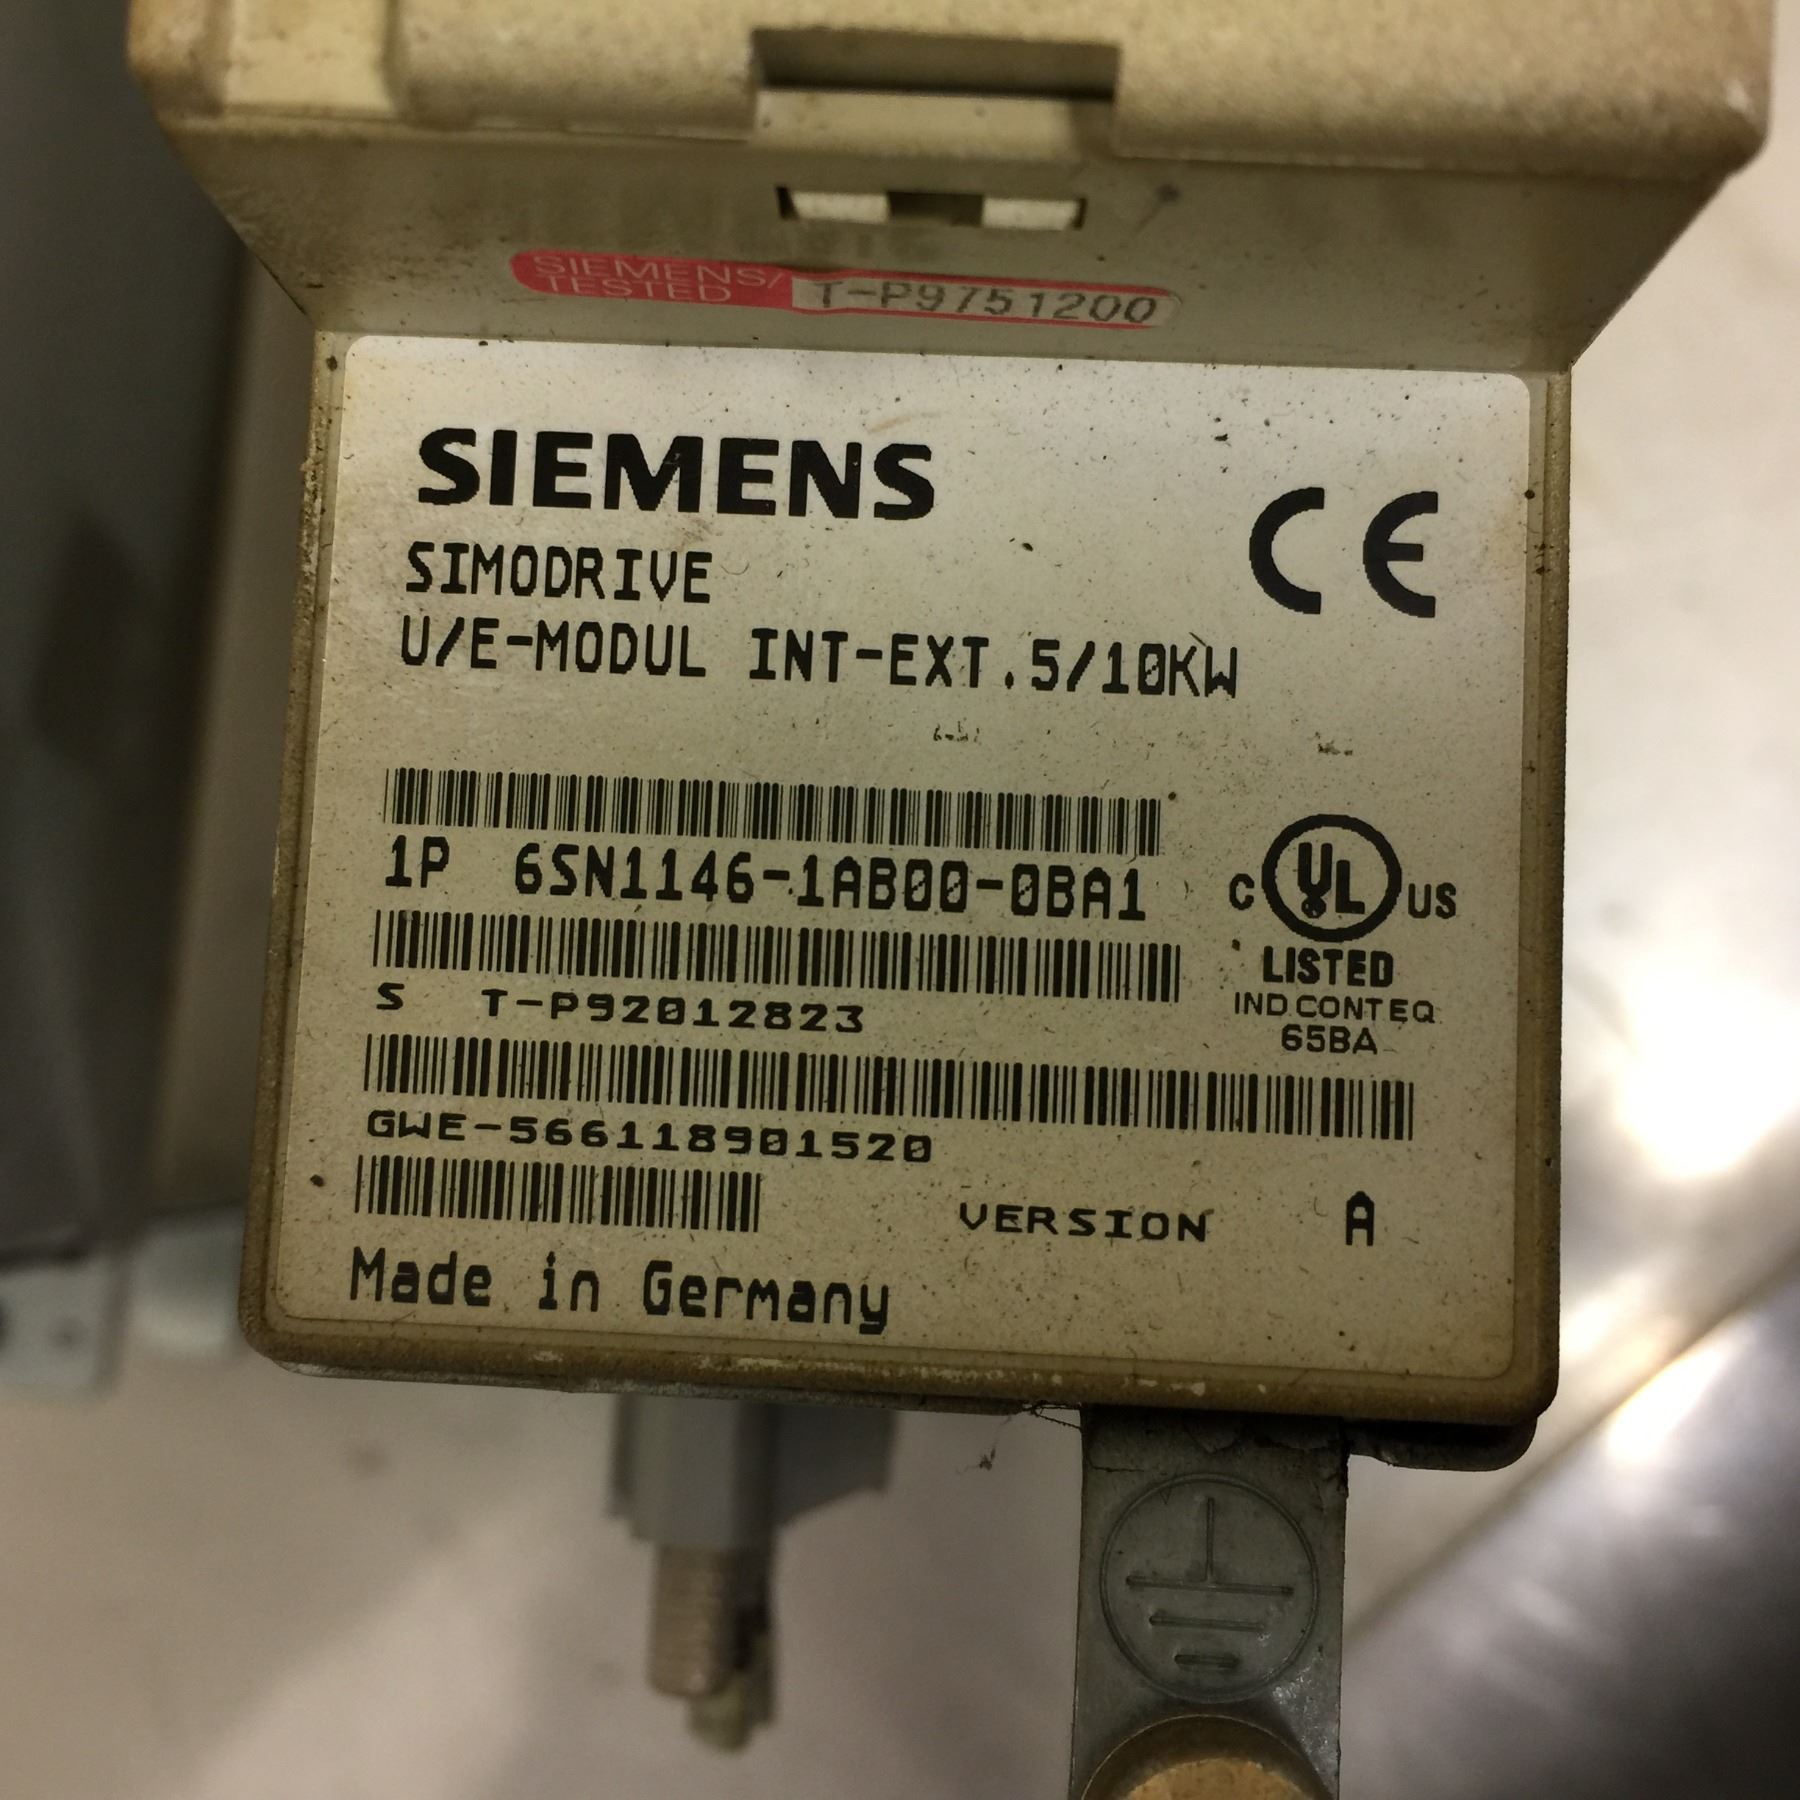 SIEMENS/
TESTED T-P9751200
SIEMENS
CE
SIMODRIVE
U/E-MODUL INT-EXT.5/10KW
1P 6SN1146-1AB00-0BA1
C UL US
LISTED
IND.CONT.EQ.
65BA
S T-P92012823
GWE-566118901520
VERSION A
Made in Germany